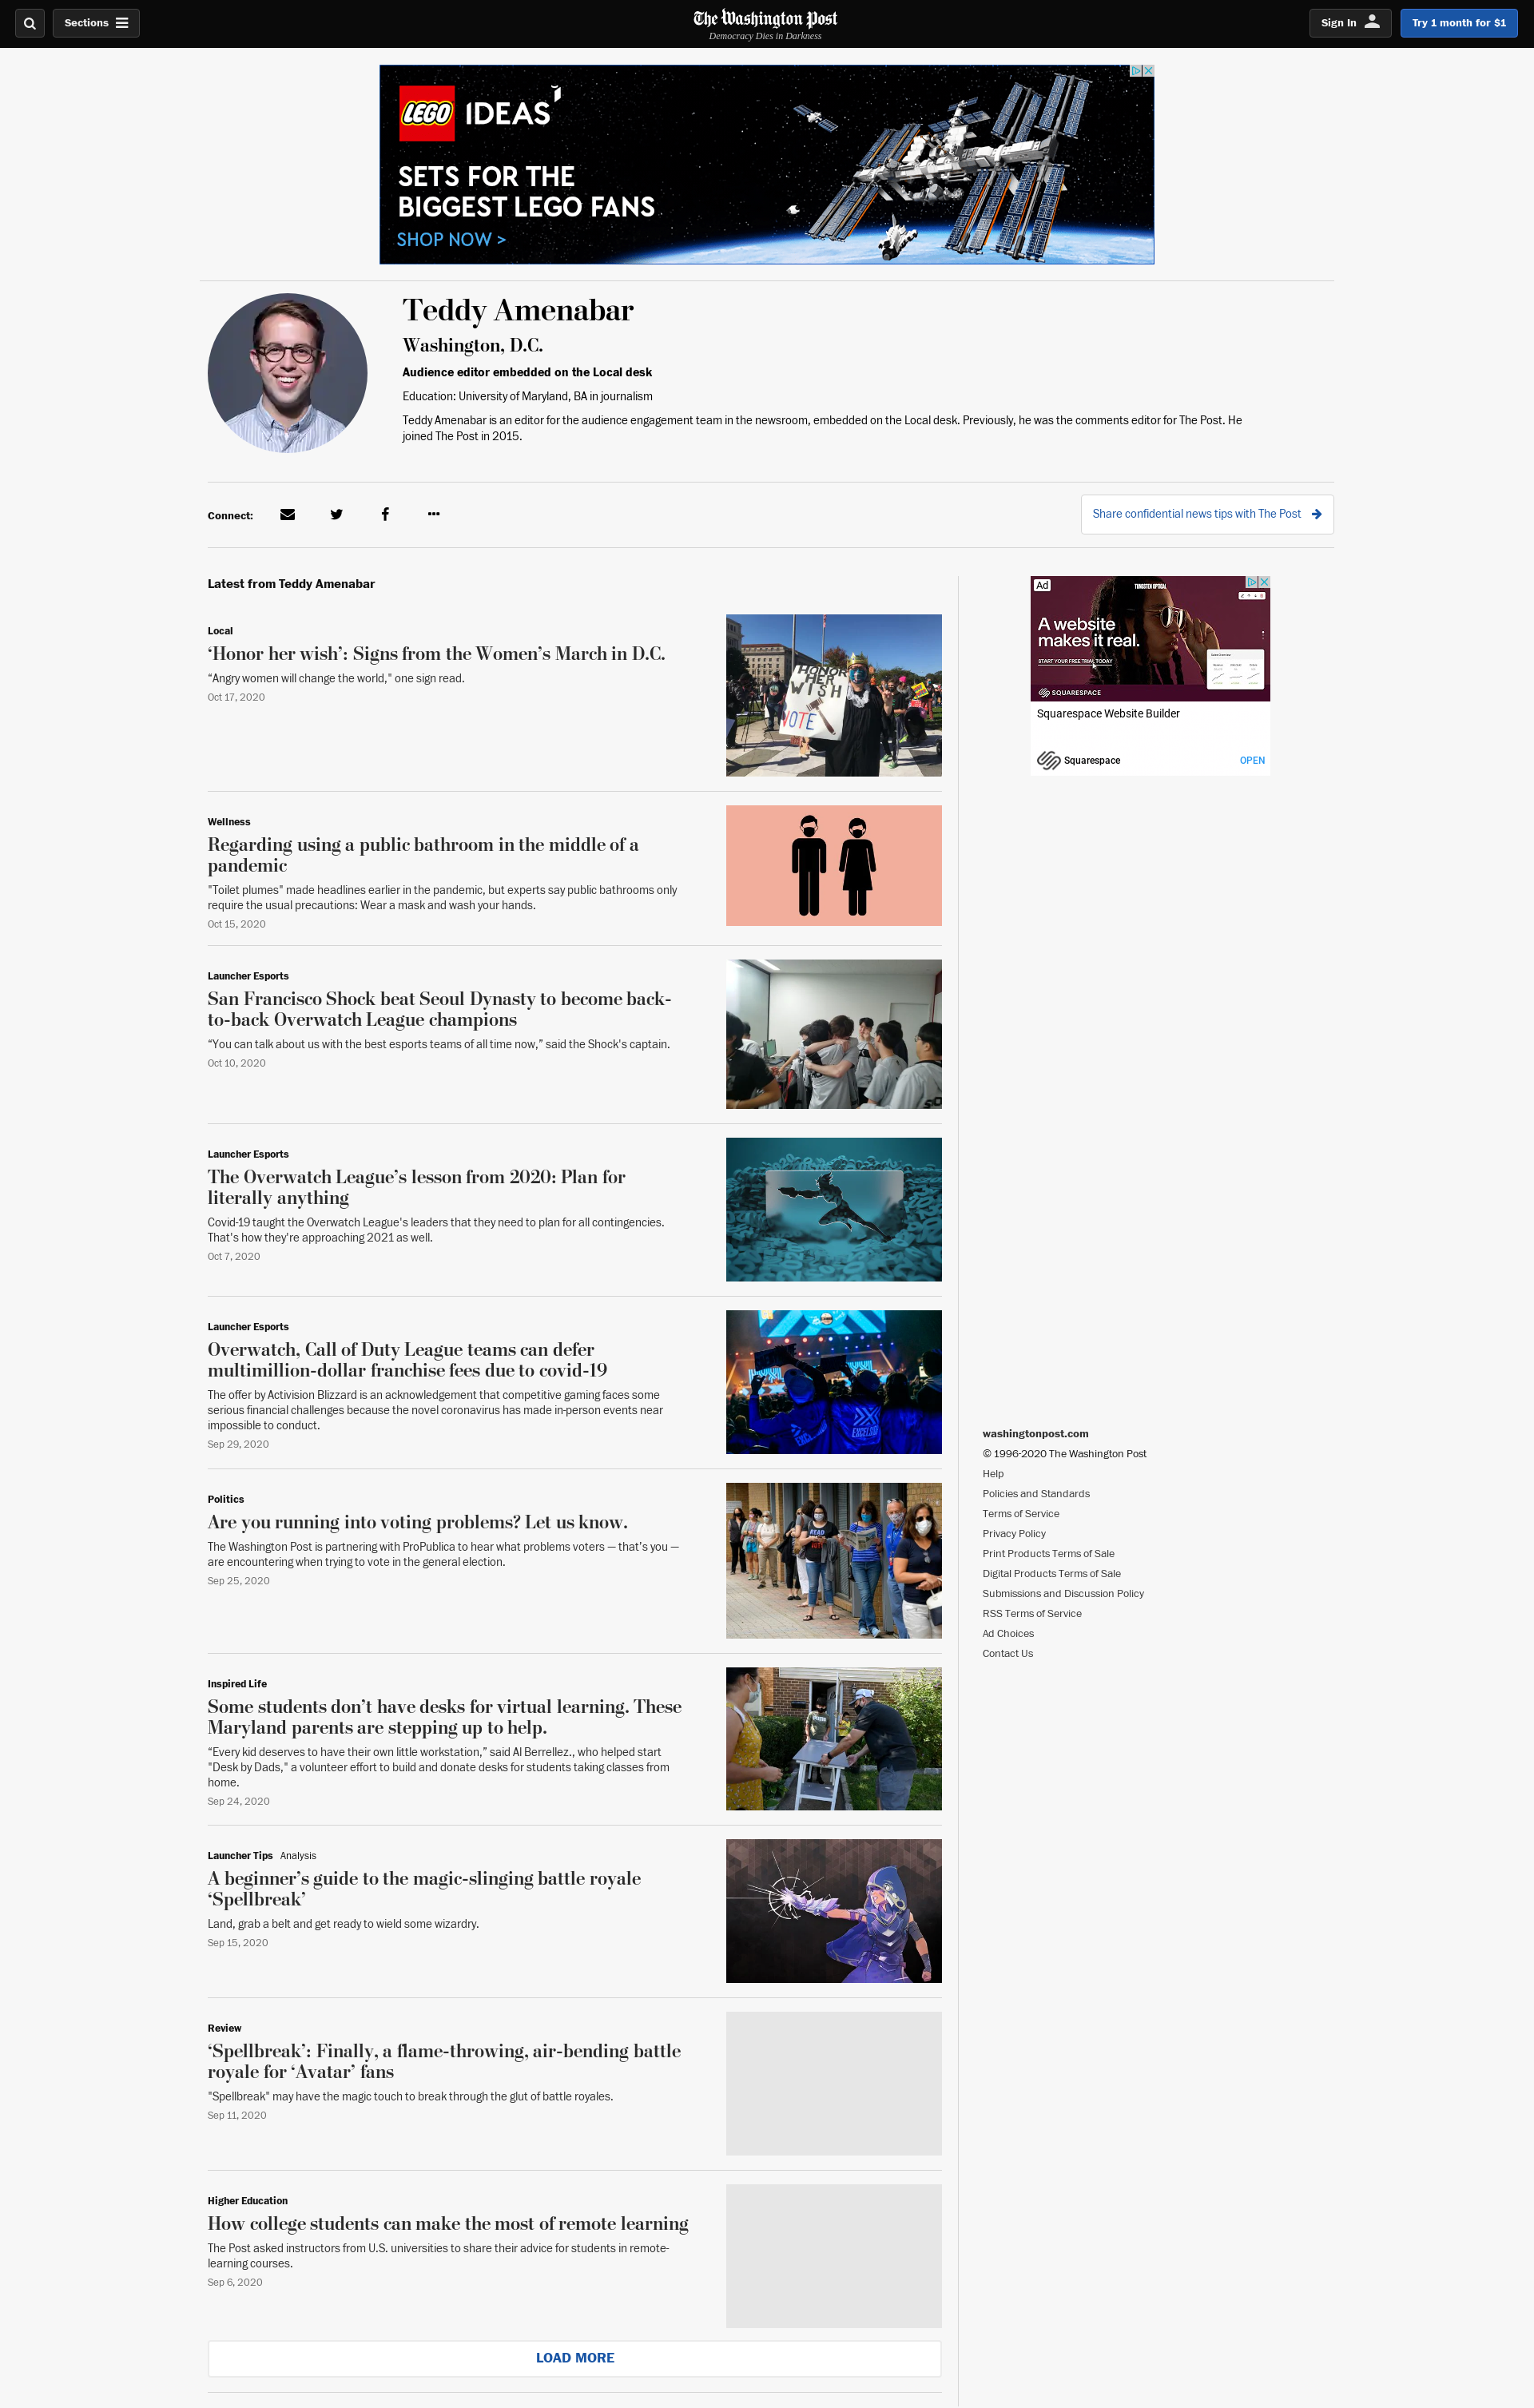 Sections
The Washington Post
Democracy Dies in Darkness
Sign In
Try 1 month for $1
LEGO IDEAS
SETS FOR THE
BIGGEST LEGO FANS
SHOP NOW >
Teddy Amenabar
Washington, D.C.
Audience editor embedded on the Local desk
Education: University of Maryland, BA in journalism
Teddy Amenabar is an editor for the audience engagement team in the newsroom, embedded on the Local desk. Previously, he was the comments editor for The Post. He
joined The Post in 2015.
Connect:
Share confidential news tips with The Post
Latest from Teddy Amenabar
Local
‘Honor her wish’: Signs from the Women’s March in D.C.
“Angry women will change the world," one sign read.
Oct 17, 2020
HONOR
HER
WISH
VOTE
Wellness
Regarding using a public bathroom in the middle of a
pandemic
"Toilet plumes" made headlines earlier in the pandemic, but experts say public bathrooms only
require the usual precautions: Wear a mask and wash your hands.
Oct 15, 2020
Launcher Esports
San Francisco Shock beat Seoul Dynasty to become back-
to-back Overwatch League champions
“You can talk about us with the best esports teams of all time now,” said the Shock's captain.
Oct 10, 2020
Launcher Esports
The Overwatch League’s lesson from 2020: Plan for
literally anything
Covid-19 taught the Overwatch League's leaders that they need to plan for all contingencies.
That's how they're approaching 2021 as well.
Oct 7, 2020
Launcher Esports
Overwatch, Call of Duty League teams can defer
multimillion-dollar franchise fees due to covid-19
The offer by Activision Blizzard is an acknowledgement that competitive gaming faces some
serious financial challenges because the novel coronavirus has made in-person events near
impossible to conduct.
Sep 29, 2020
EXCELSIOR
Politics
Are you running into voting problems? Let us know.
The Washington Post is partnering with ProPublica to hear what problems voters — that’s you —
are encountering when trying to vote in the general election.
Sep 25, 2020
Inspired Life
Some students don’t have desks for virtual learning. These
Maryland parents are stepping up to help.
“Every kid deserves to have their own little workstation,” said Al Berrellez., who helped start
"Desk by Dads," a volunteer effort to build and donate desks for students taking classes from
home.
Sep 24, 2020
Launcher Tips Analysis
A beginner’s guide to the magic-slinging battle royale
‘Spellbreak’
Land, grab a belt and get ready to wield some wizardry.
Sep 15, 2020
Review
‘Spellbreak’: Finally, a flame-throwing, air-bending battle
royale for ‘Avatar’ fans
"Spellbreak" may have the magic touch to break through the glut of battle royales.
Sep 11, 2020
Higher Education
How college students can make the most of remote learning
The Post asked instructors from U.S. universities to share their advice for students in remote-
learning courses.
Sep 6, 2020
LOAD MORE
Ad
TUNGSTEN OPTICAL
A website
makes it real.
START YOUR FREE TRIAL TODAY
SQUARESPACE
Squarespace Website Builder
Squarespace
OPEN
washingtonpost.com
© 1996-2020 The Washington Post
Help
Policies and Standards
Terms of Service
Privacy Policy
Print Products Terms of Sale
Digital Products Terms of Sale
Submissions and Discussion Policy
RSS Terms of Service
Ad Choices
Contact Us